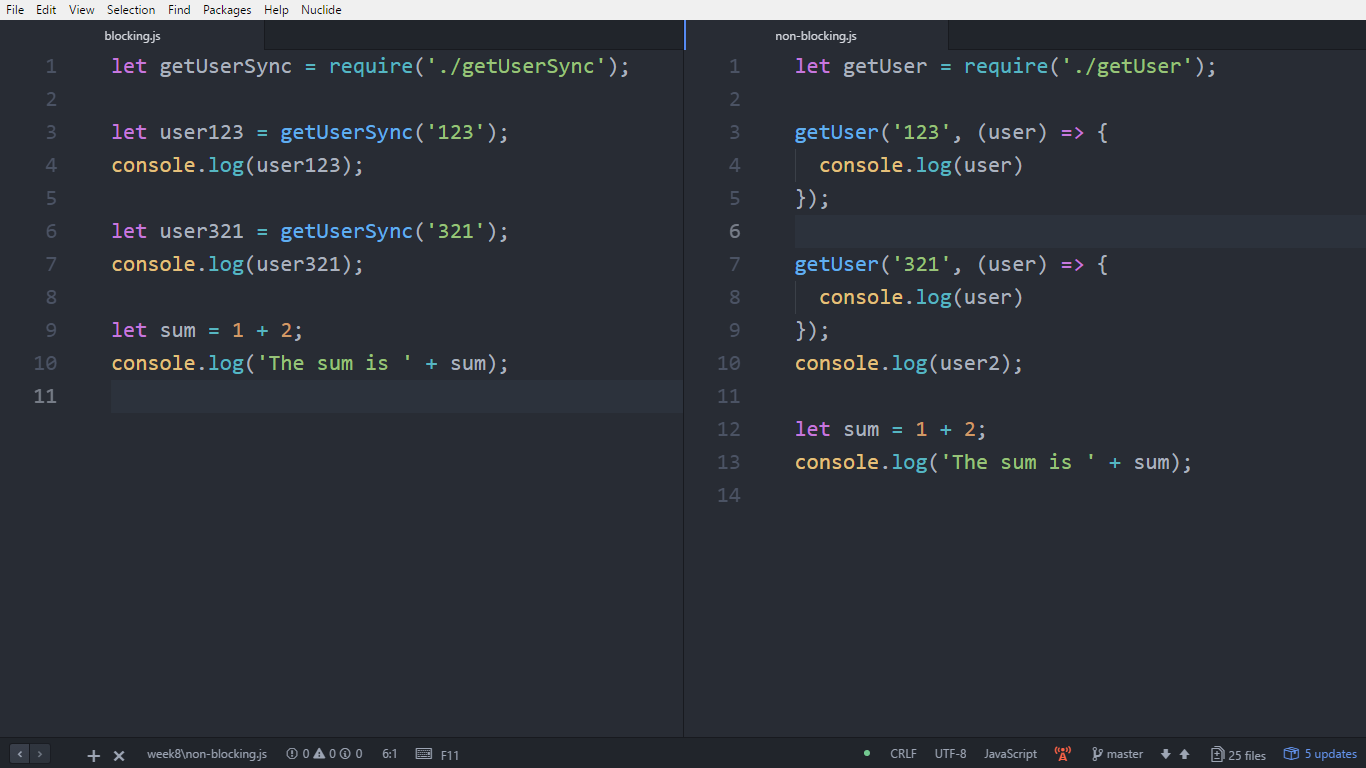 File Edit View Selection Find Packages Help Nuclide
blocking.js
1 let getUserSync = require('./getUserSync');
2
3 let user123 = getUserSync('123');
4 console.log(user123);
5
6 let user321 = getUserSync('321');
7 console.log(user321);
8
9 let sum = 1 + 2;
10 console.log('The sum is ' + sum);
11
non-blocking.js
1 let getUser = require('./getUser');
2
3 getUser('123', (user) => {
4   console.log(user)
5 });
6
7 getUser('321', (user) => {
8   console.log(user)
9 });
10 console.log(user2);
11
12 let sum = 1 + 2;
13 console.log('The sum is ' + sum);
14
week8\non-blocking.js 0 0 0 6:1 F11 CRLF UTF-8 JavaScript master 25 files 5 updates